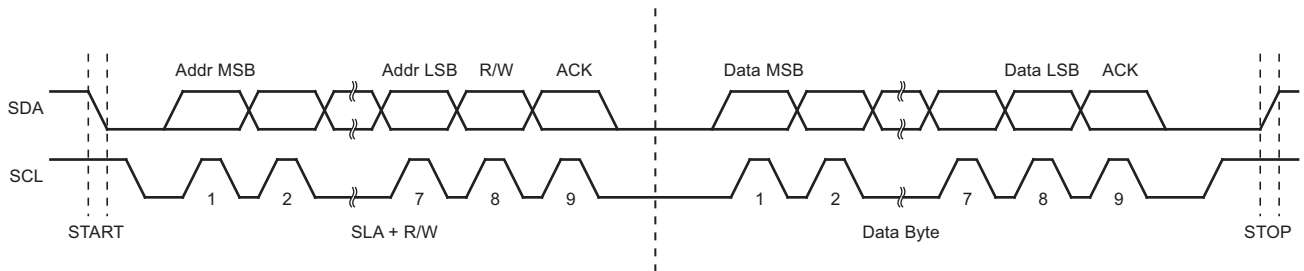 Addr MSB Addr LSB R/W ACK Data MSB Data LSB ACK
SDA
SCL
1 2 7 8 9 1 2 7 8 9
START SLA + R/W Data Byte STOP